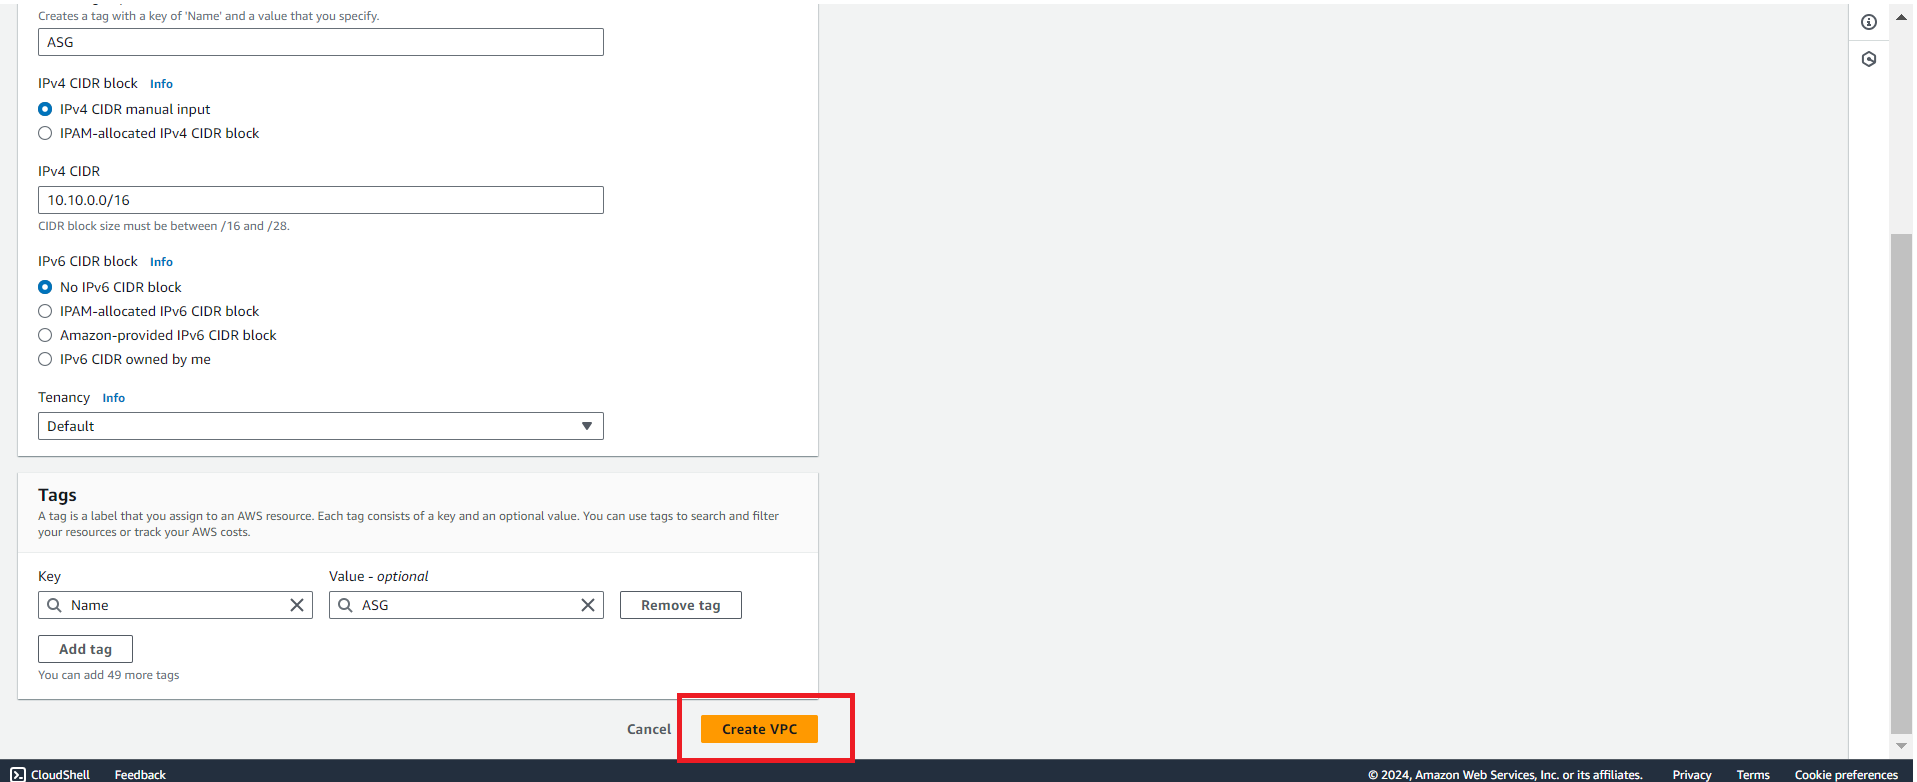 Creates a tag with a key of 'Name' and a value that you specify.
ASG
IPv4 CIDR block Info
IPv4 CIDR manual input
IPAM-allocated IPv4 CIDR block
IPv4 CIDR
10.10.0.0/16
CIDR block size must be between /16 and /28.
IPv6 CIDR block Info
No IPv6 CIDR block
IPAM-allocated IPv6 CIDR block
Amazon-provided IPv6 CIDR block
IPv6 CIDR owned by me
Tenancy Info
Default
Tags
A tag is a label that you assign to an AWS resource. Each tag consists of a key and an optional value. You can use tags to search and filter
your resources or track your AWS costs.
Key Value - optional
Name ASG Remove tag
Add tag
You can add 49 more tags
Cancel Create VPC
CloudShell Feedback © 2024, Amazon Web Services, Inc. or its affiliates. Privacy Terms Cookie preferences